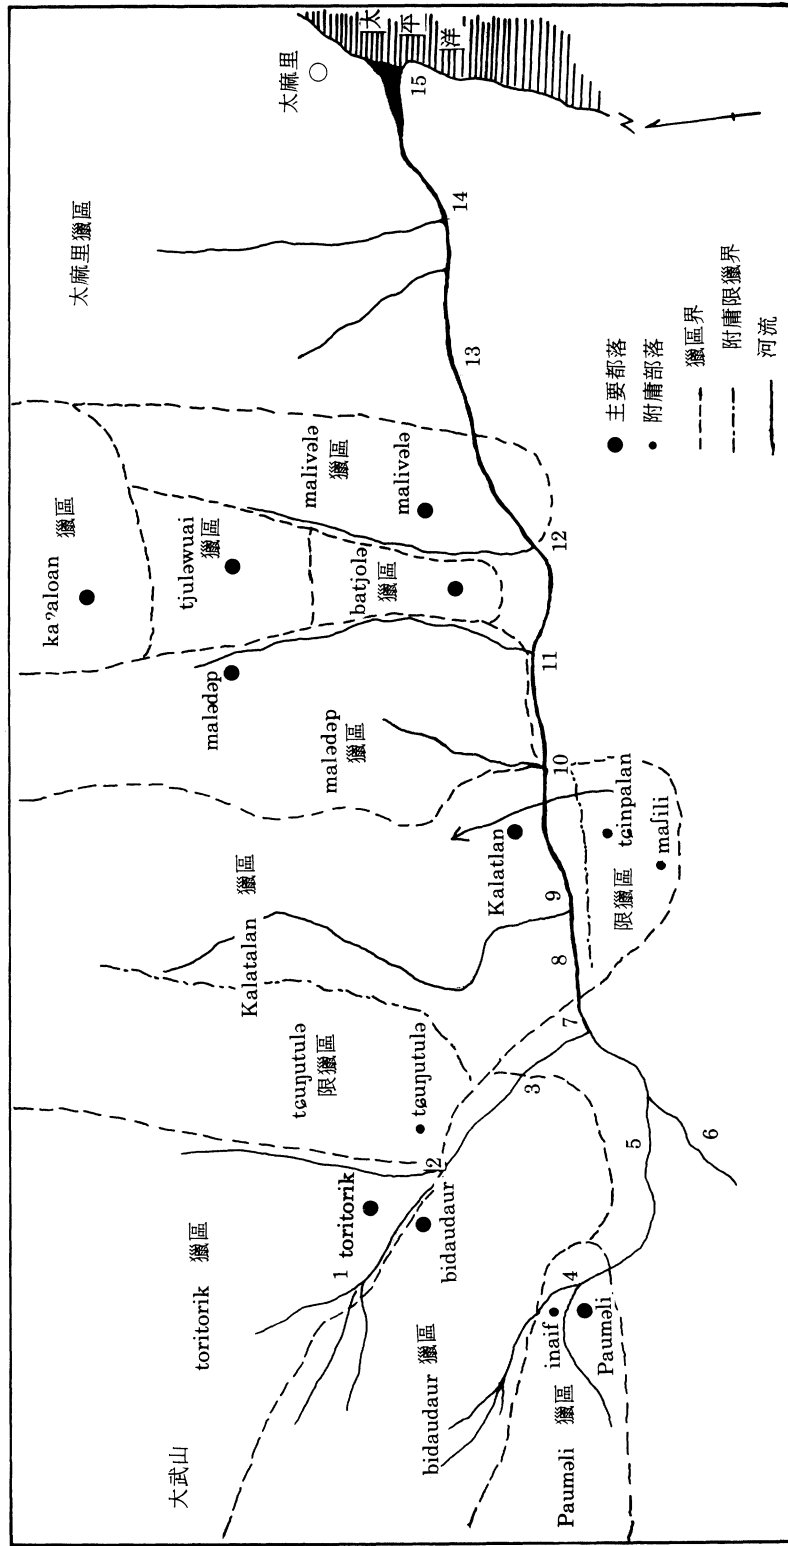 大武山
toritorik 獵區
toritorik
bidaudaur
bidaudaur 獵區
inaif
Pauməli
Pauməli 獵區
tɕuŋutulə
限獵區
tɕuŋutulə
Kalatalan 獵區
Kalatlan
限獵區
tɕinpalan
maʃili
malədəp
malədəp
獵區
kaʔaloan
獵區
tjuləwuai
獵區
batjolə
獵區
malivələ
獵區
malivələ
太麻里獵區
太麻里
太平洋
1
2
3
4
5
6
7
8
9
10
11
12
13
14
15
N
主要都落
附庸部落
獵區界
附庸限獵界
河流